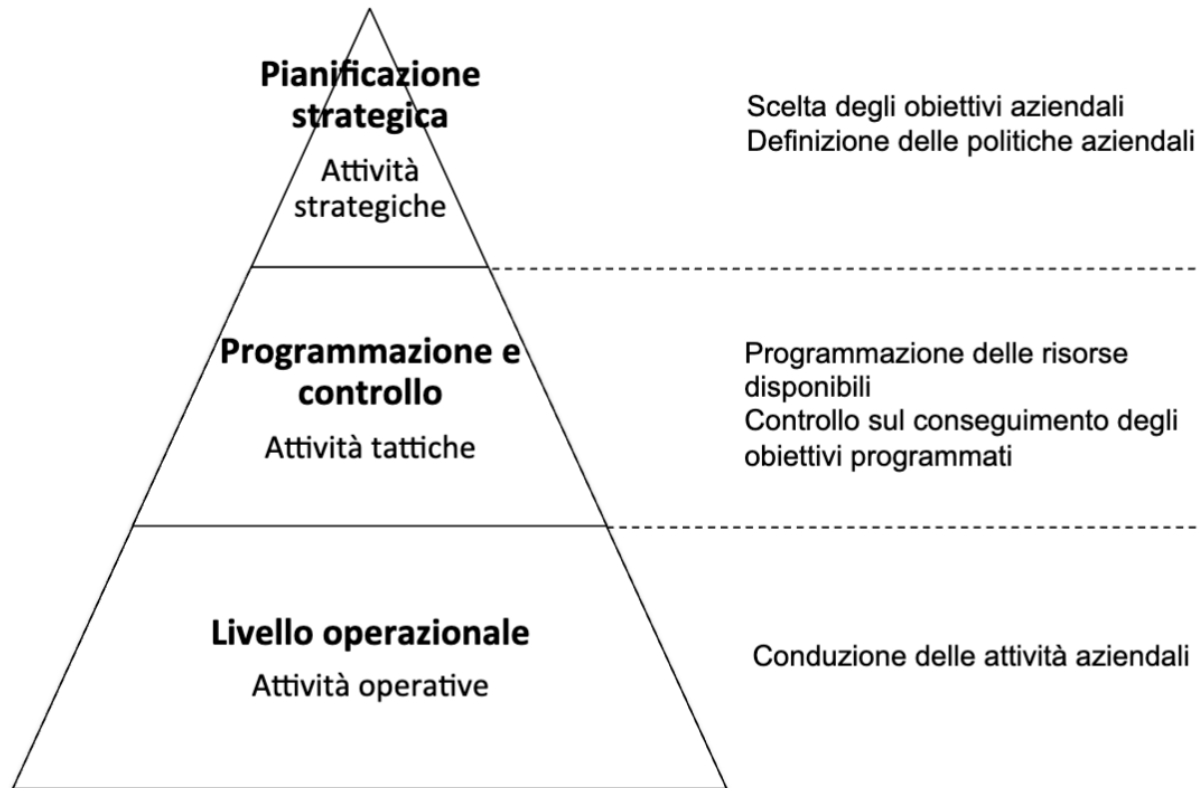 Pianificazione
strategica
Attività
strategiche
Scelta degli obiettivi aziendali
Definizione delle politiche aziendali
Programmazione e
controllo
Attività tattiche
Programmazione delle risorse
disponibili
Controllo sul conseguimento degli
obiettivi programmati
Livello operazionale
Attività operative
Conduzione delle attività aziendali